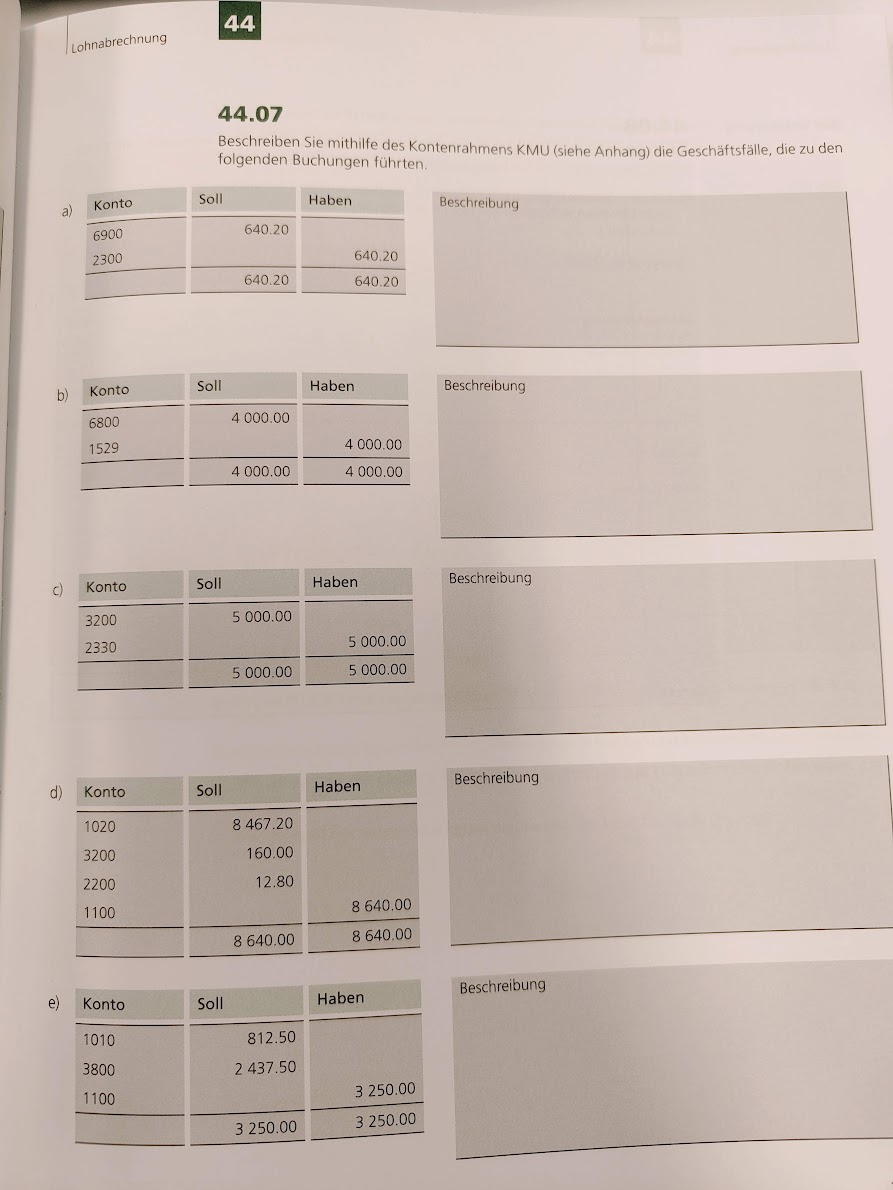 Lohnabrechnung
44
44.07
Beschreiben Sie mithilfe des Kontenrahmens KMU (siehe Anhang) die Geschäftsfälle, die zu den
folgenden Buchungen führten.
a) Konto Soll Haben Beschreibung
6900 640.20
2300 640.20
640.20 640.20
b) Konto Soll Haben Beschreibung
6800 4 000.00
1529 4 000.00
4 000.00 4 000.00
c) Konto Soll Haben Beschreibung
3200 5 000.00
2330 5 000.00
5 000.00 5 000.00
d) Konto Soll Haben Beschreibung
1020 8 467.20
3200 160.00
2200 12.80
1100 8 640.00
8 640.00 8 640.00
e) Konto Soll Haben Beschreibung
1010 812.50
3800 2 437.50
1100 3 250.00
3 250.00 3 250.00